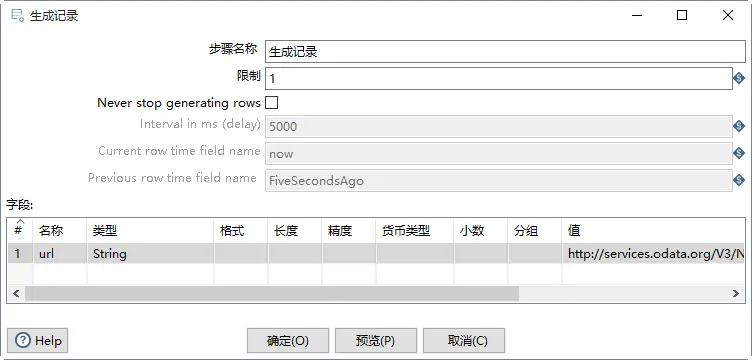 生成记录
步骤名称 生成记录
限制 1
Never stop generating rows
Interval in ms (delay) 5000
Current row time field name now
Previous row time field name FiveSecondsAgo
字段:
# 名称 类型 格式 长度 精度 货币类型 小数 分组 值
1 url String http://services.odata.org/V3/N
Help 确定(O) 预览(P) 取消(C)